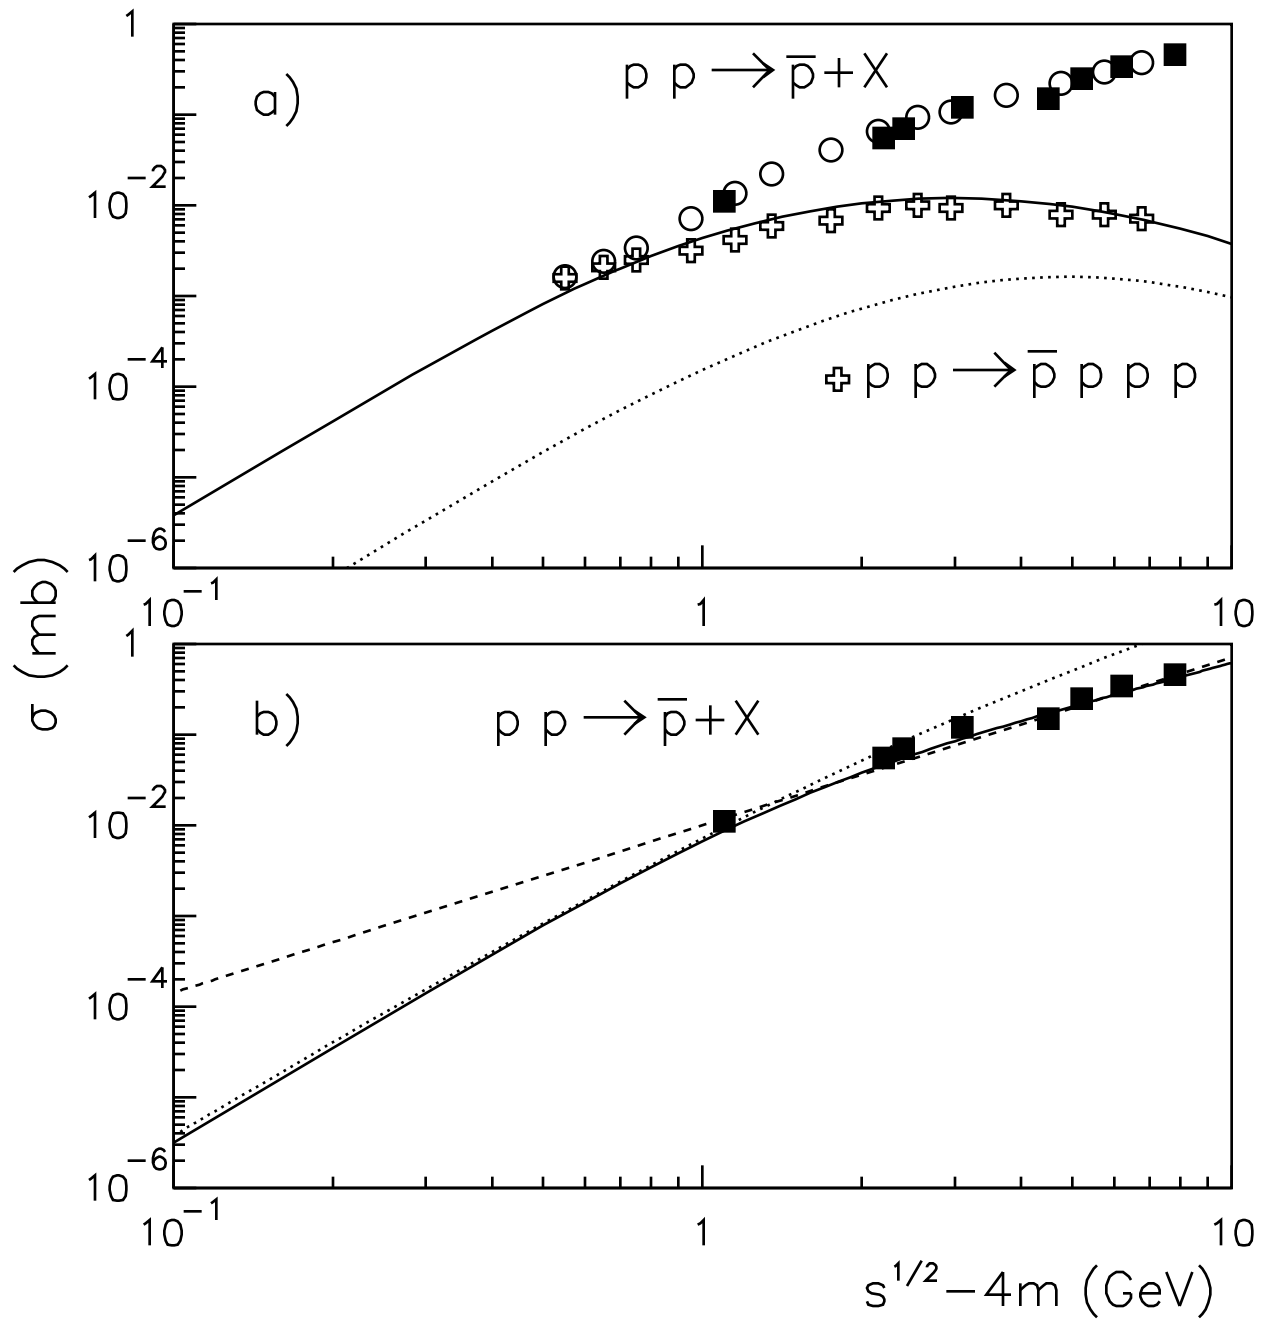 1
a)
p p → p̅ + X
10⁻²
10⁻⁴
p p → p̅ p p p
10⁻⁶
10⁻¹ 1 10
σ (mb)
1
b)
p p → p̅ + X
10⁻²
10⁻⁴
10⁻⁶
10⁻¹ 1 10
s^{1/2} − 4m (GeV)